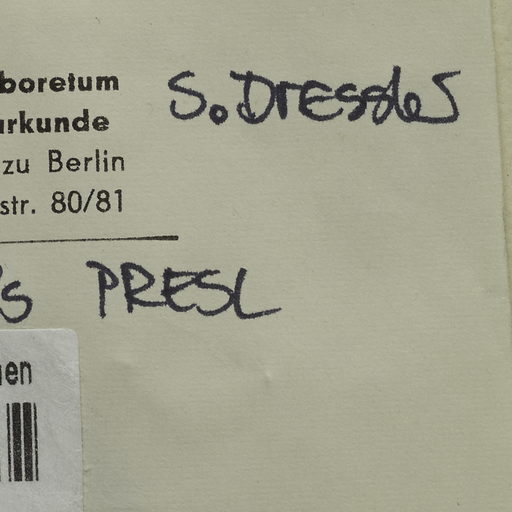 boretum
S. Dressler
urkunde
zu Berlin
str. 80/81
's PRESL
en